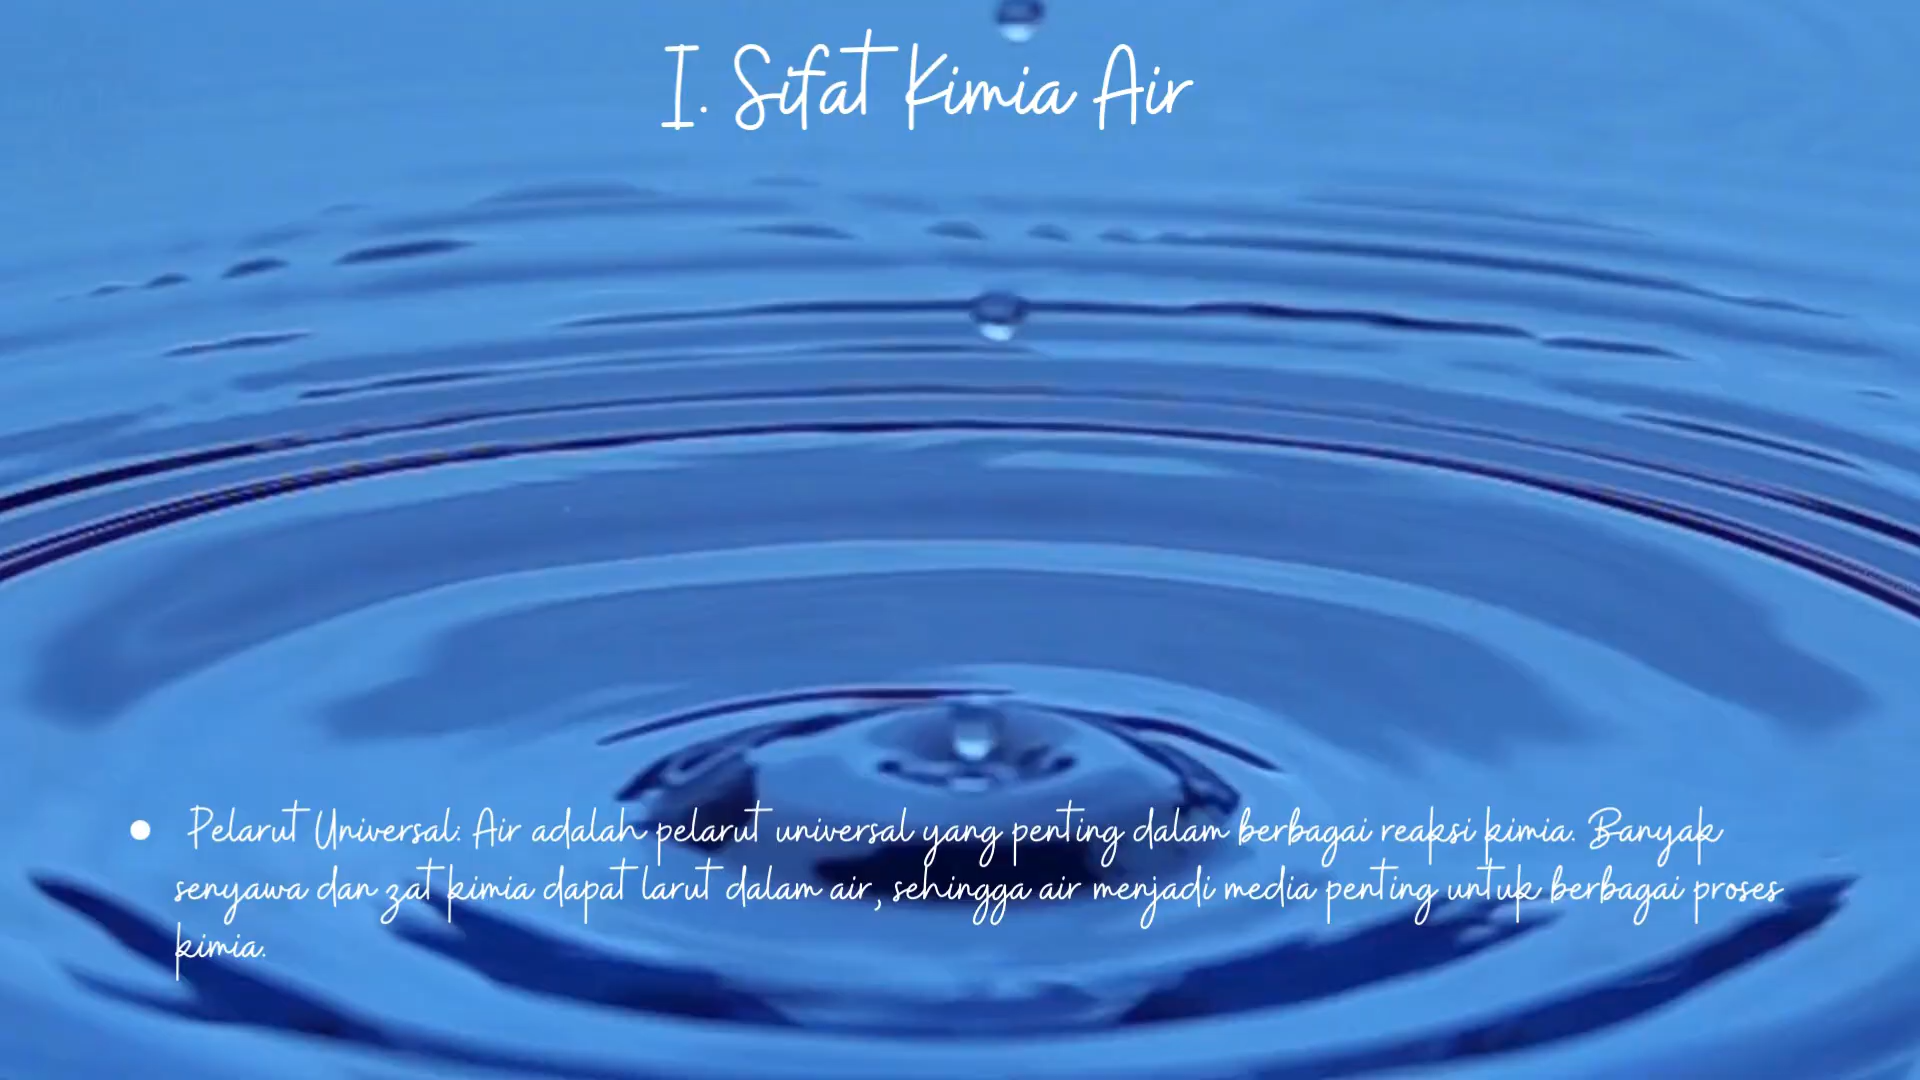 I. Sifat Kimia Air
● Pelarut Universal: Air adalah pelarut universal yang penting dalam berbagai reaksi kimia. Banyak
senyawa dan zat kimia dapat larut dalam air, sehingga air menjadi media penting untuk berbagai proses
kimia.